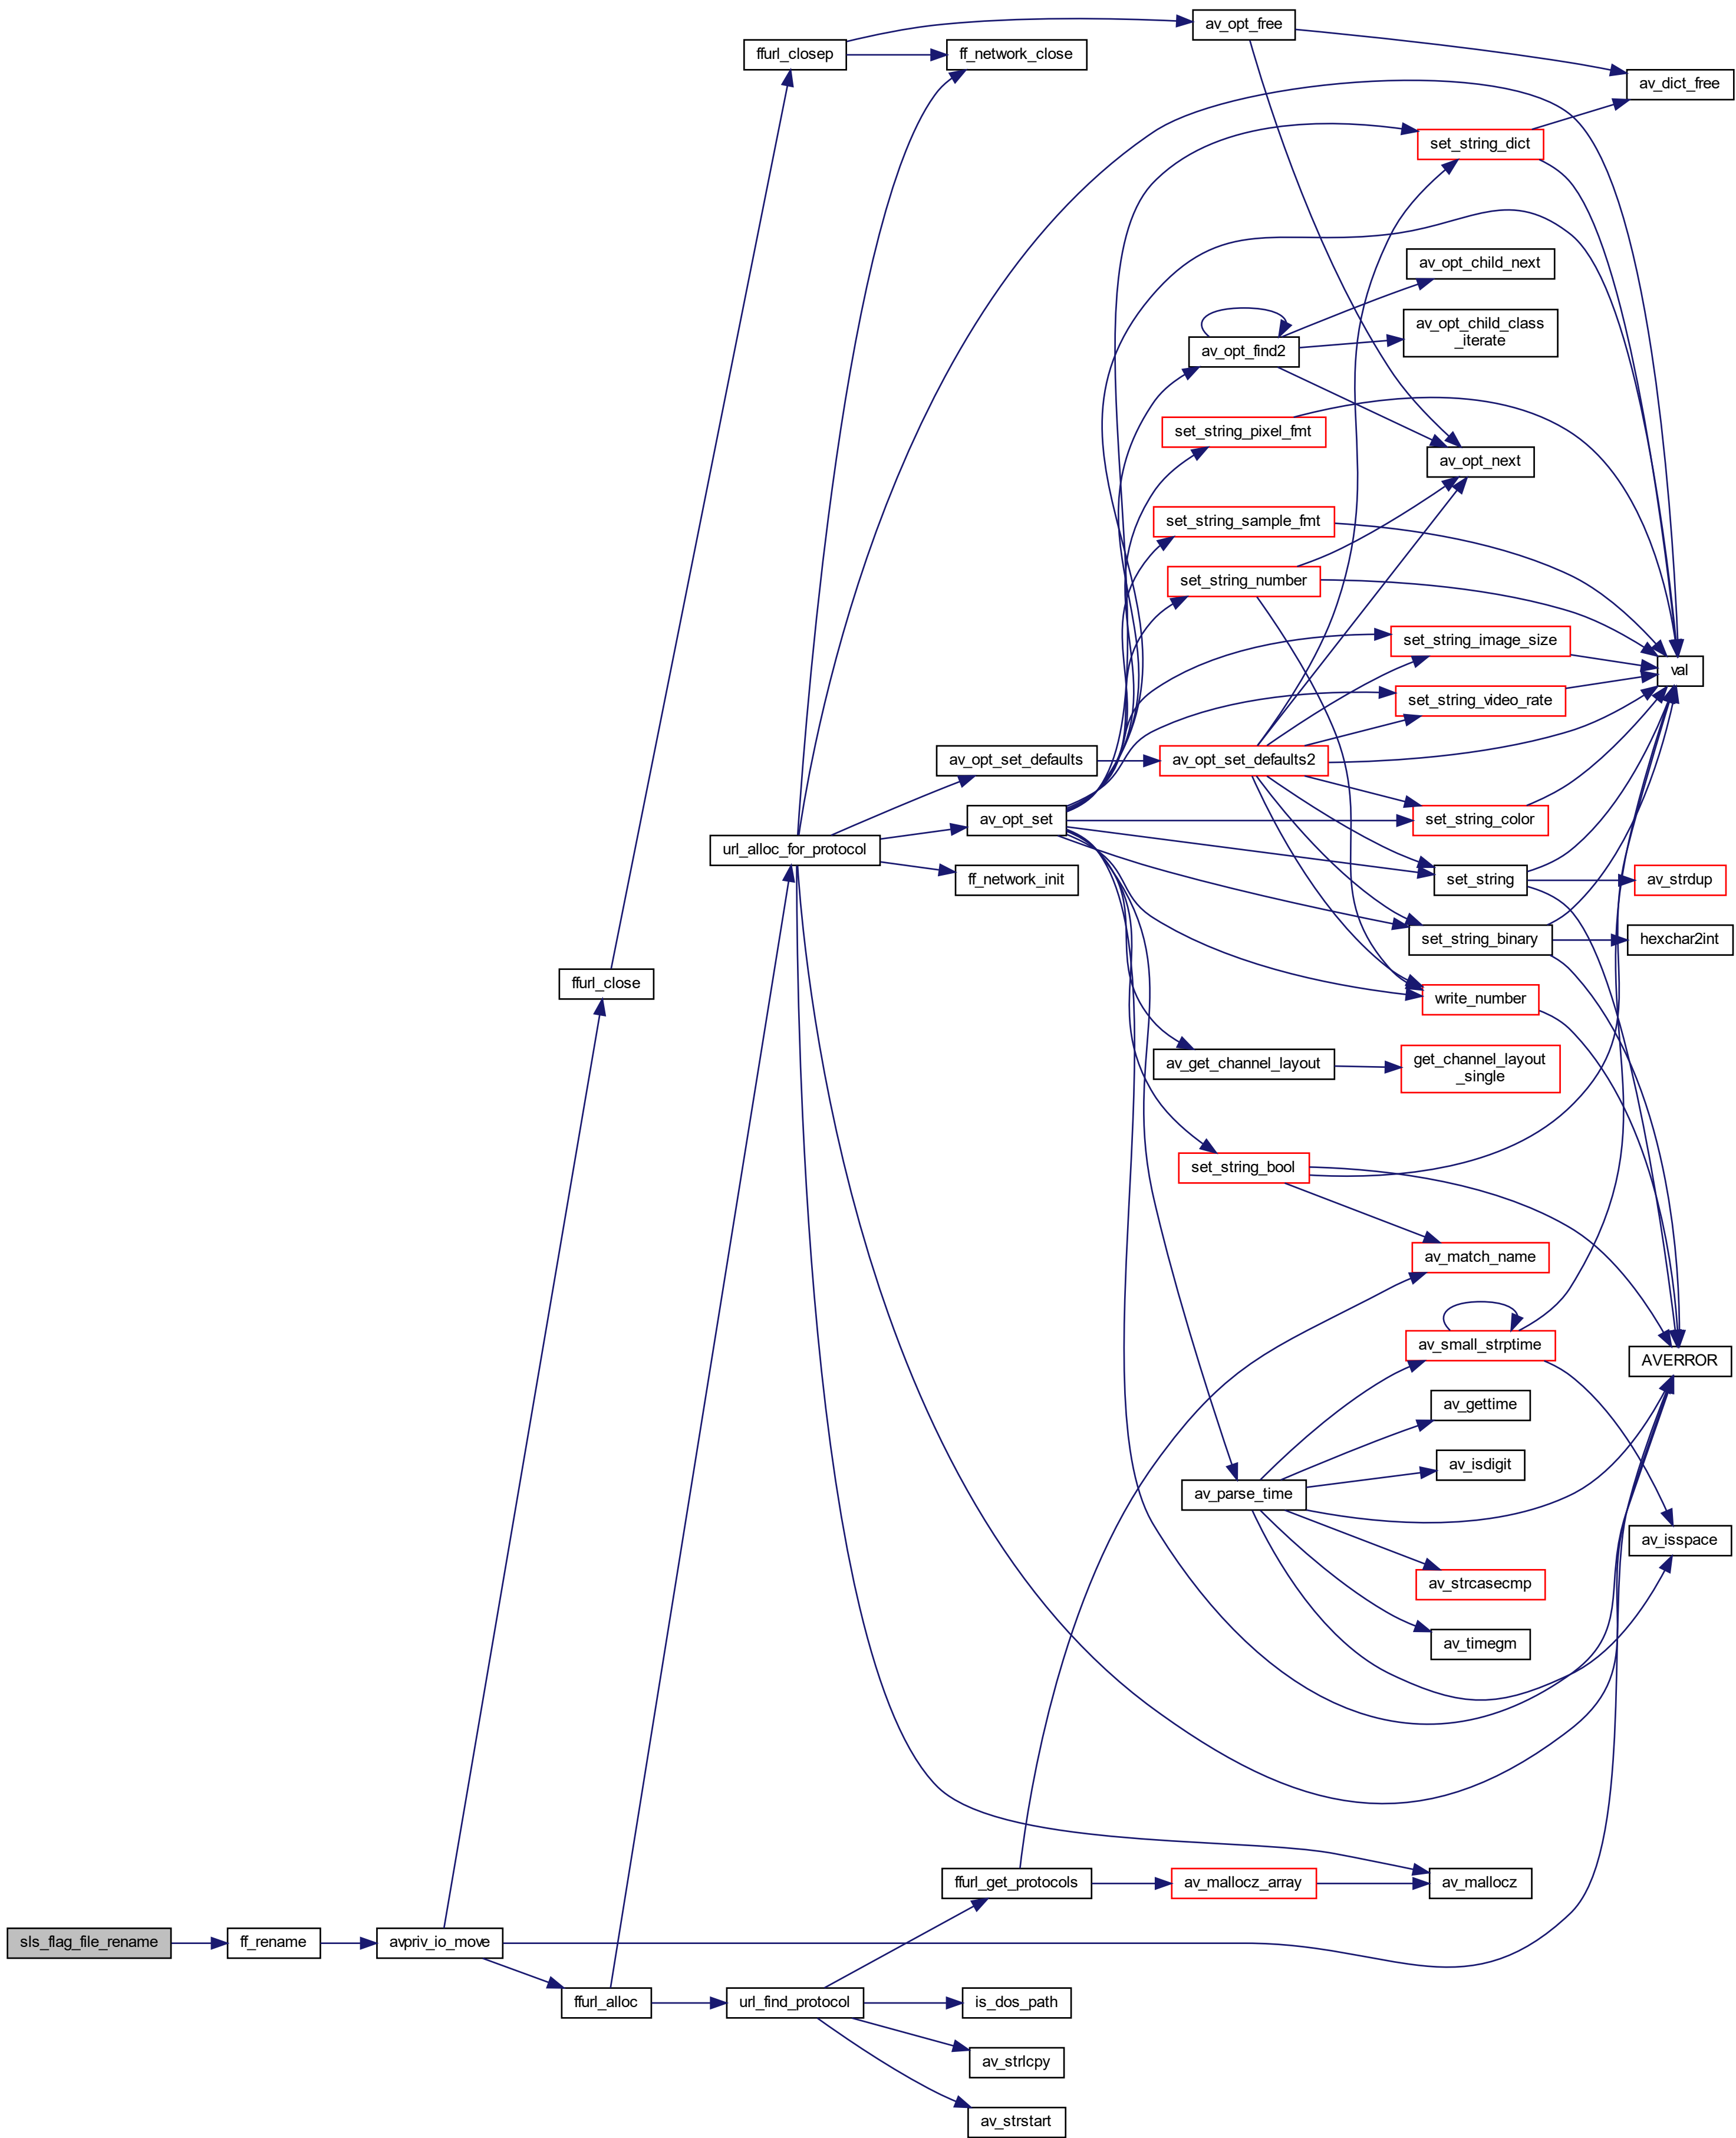 av_opt_free
ffurl_closep
ff_network_close
av_dict_free
set_string_dict
av_opt_child_next
av_opt_child_class
_iterate
av_opt_find2
set_string_pixel_fmt
av_opt_next
set_string_sample_fmt
set_string_number
set_string_image_size
val
set_string_video_rate
av_opt_set_defaults
av_opt_set_defaults2
av_opt_set
set_string_color
url_alloc_for_protocol
ff_network_init
set_string
av_strdup
set_string_binary
hexchar2int
ffurl_close
write_number
av_get_channel_layout
get_channel_layout
_single
set_string_bool
av_match_name
av_small_strptime
AVERROR
av_gettime
av_isdigit
av_parse_time
av_isspace
av_strcasecmp
av_timegm
ffurl_get_protocols
av_mallocz_array
av_mallocz
sls_flag_file_rename
ff_rename
avpriv_io_move
ffurl_alloc
url_find_protocol
is_dos_path
av_strlcpy
av_strstart